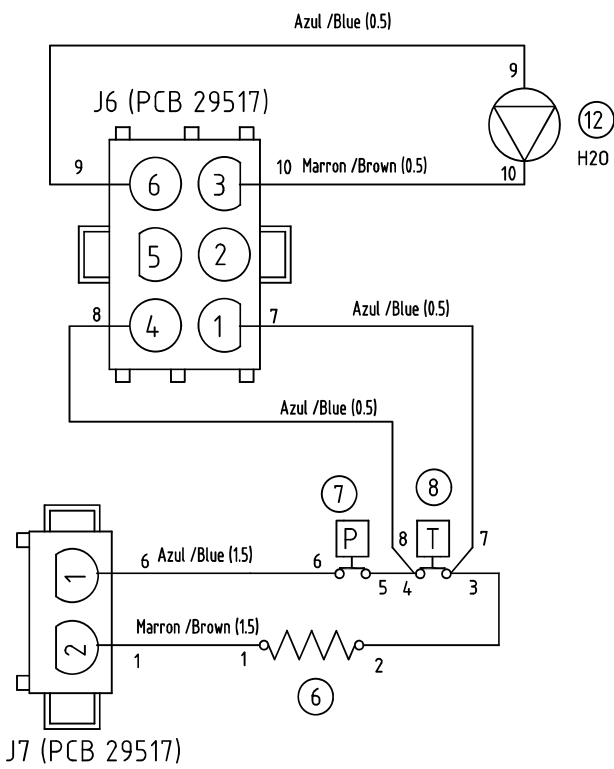 Azul /Blue (0.5)
9
J6 (PCB 29517)
12
H2O
9
10 Marron /Brown (0.5)
10
6 3
5 2
4 1
8
7
Azul /Blue (0.5)
Azul /Blue (0.5)
7
8
P
T
8
7
6 Azul /Blue (1.5)
6
5
4
3
1
2
Marron /Brown (1.5)
1
1
2
6
J7 (PCB 29517)